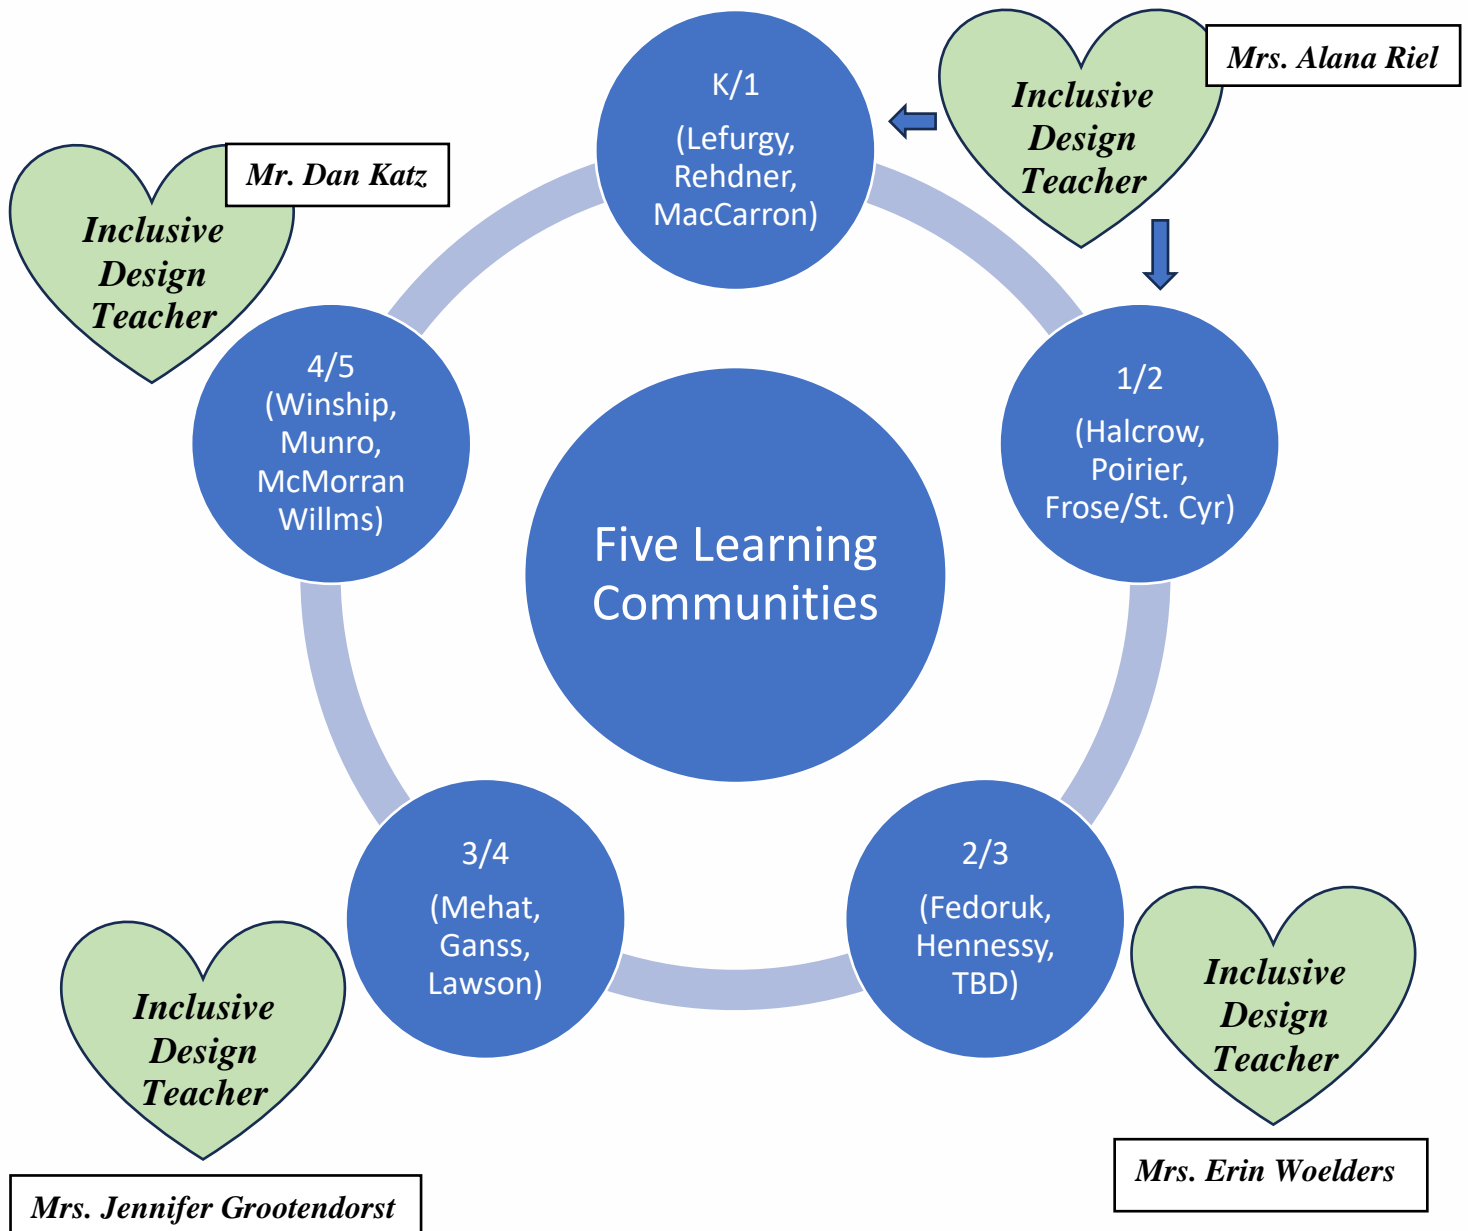 K/1
(Lefurgy,
Rehdner,
MacCarron)
Inclusive
Design
Teacher
Mrs. Alana Riel
Mr. Dan Katz
Inclusive
Design
Teacher
4/5
(Winship,
Munro,
McMorran
Willms)
1/2
(Halcrow,
Poirier,
Frose/St. Cyr)
Five Learning
Communities
3/4
(Mehat,
Ganss,
Lawson)
2/3
(Fedoruk,
Hennessy,
TBD)
Inclusive
Design
Teacher
Mrs. Jennifer Grootendorst
Inclusive
Design
Teacher
Mrs. Erin Woelders